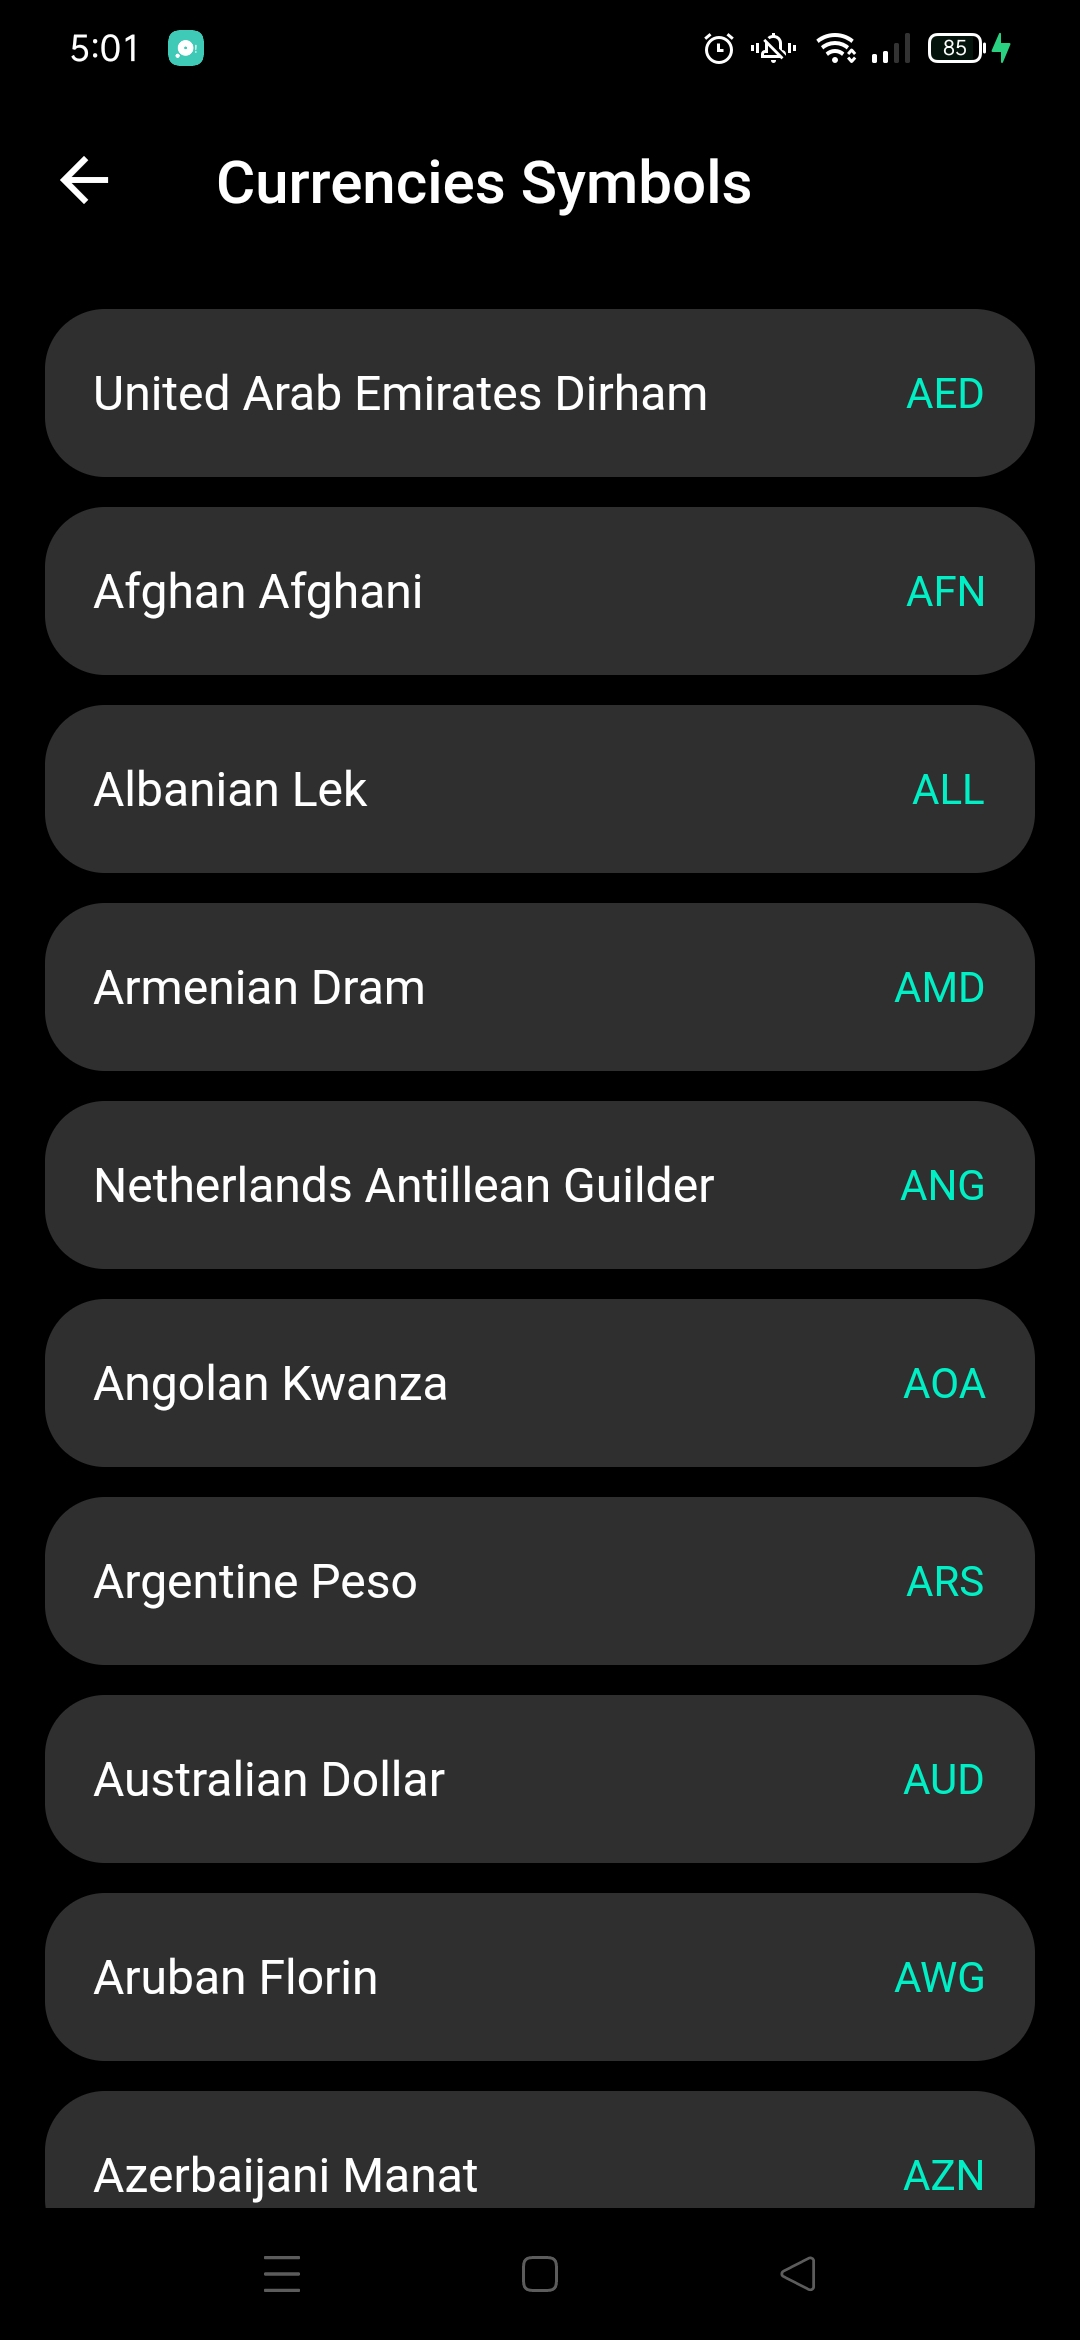 5:01
85
Currencies Symbols
United Arab Emirates Dirham AED
Afghan Afghani AFN
Albanian Lek ALL
Armenian Dram AMD
Netherlands Antillean Guilder ANG
Angolan Kwanza AOA
Argentine Peso ARS
Australian Dollar AUD
Aruban Florin AWG
Azerbaijani Manat AZN